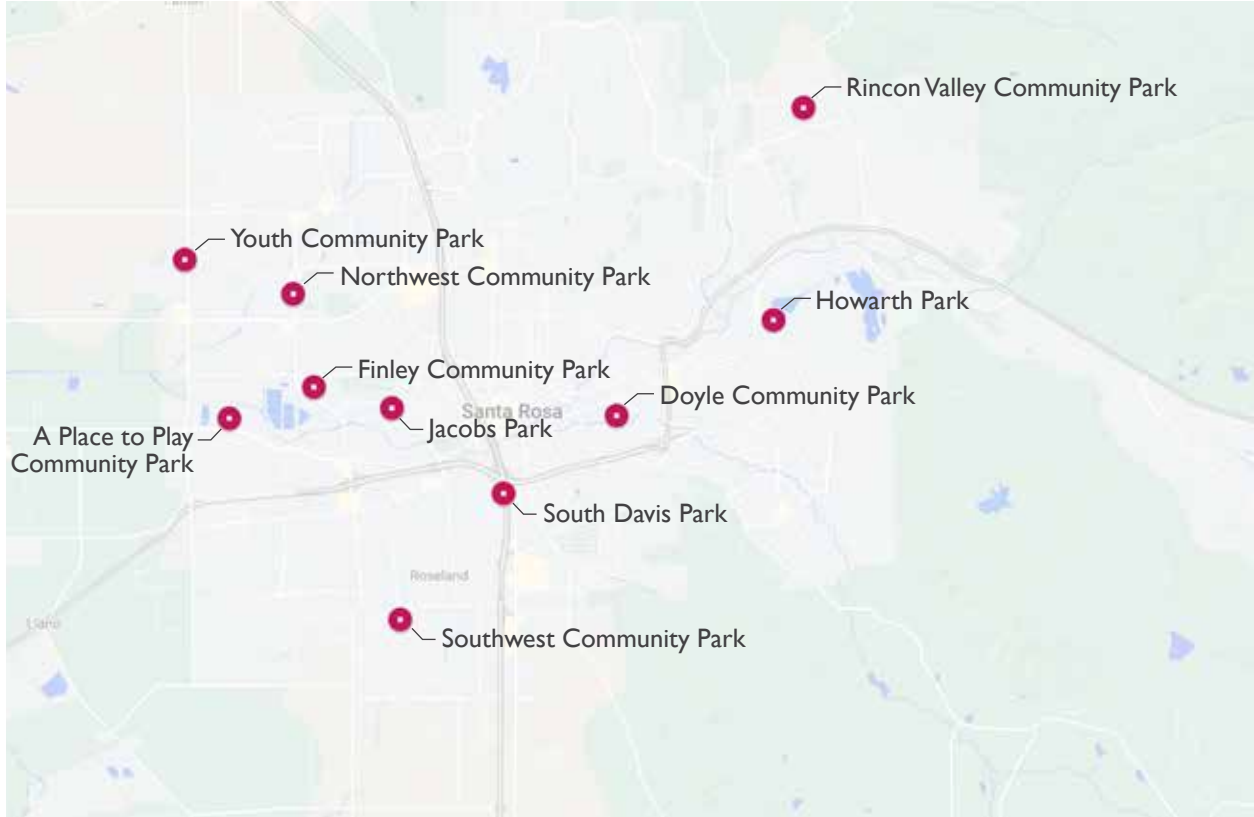 Rincon Valley Community Park
Youth Community Park
Northwest Community Park
Howarth Park
Finley Community Park
Doyle Community Park
Santa Rosa
Jacobs Park
A Place to Play
Community Park
South Davis Park
Roseland
Llano
Southwest Community Park